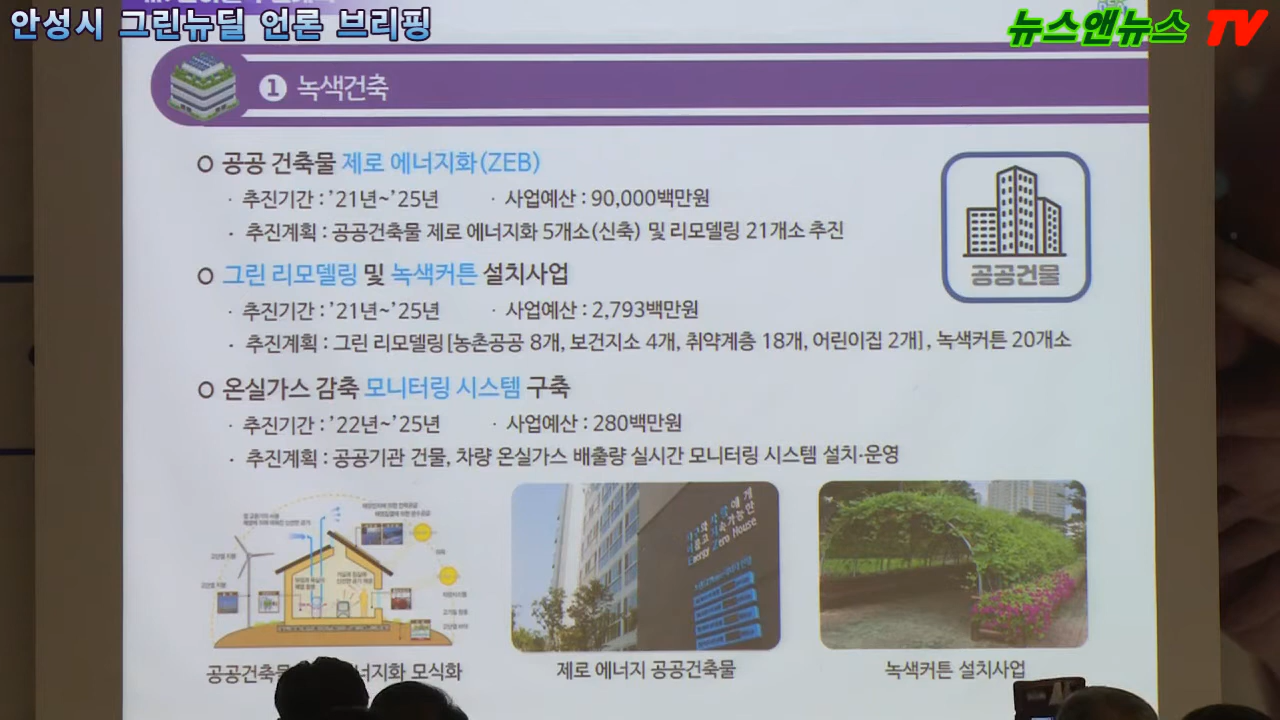 안성시 그린뉴딜 언론 브리핑
뉴스앤뉴스 TV
1 녹색건축
공공 건축물 제로 에너지화(ZEB)
· 추진기간 : ’21년~’25년 · 사업예산 : 90,000백만원
· 추진계획 : 공공건축물 제로 에너지화 5개소(신축) 및 리모델링 21개소 추진
공공건물
그린 리모델링 및 녹색커튼 설치사업
· 추진기간 : ’21년~’25년 · 사업예산 : 2,793백만원
· 추진계획 : 그린 리모델링[농촌공공 8개, 보건지소 4개, 취약계층 18개, 어린이집 2개], 녹색커튼 20개소
온실가스 감축 모니터링 시스템 구축
· 추진기간 : ’22년~’25년 · 사업예산 : 280백만원
· 추진계획 : 공공기관 건물, 차량 온실가스 배출량 실시간 모니터링 시스템 설치·운영
Energy Zero House
모식화
제로 에너지 공공건축물
녹색커튼 설치사업